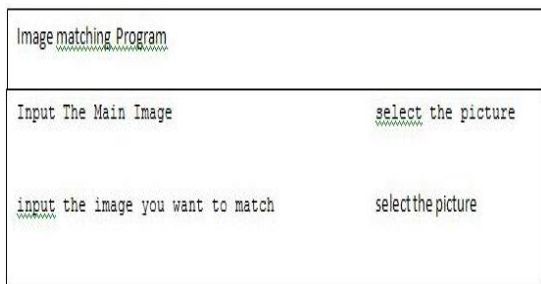 Image matching Program
Input The Main Image select the picture
input the image you want to match select the picture